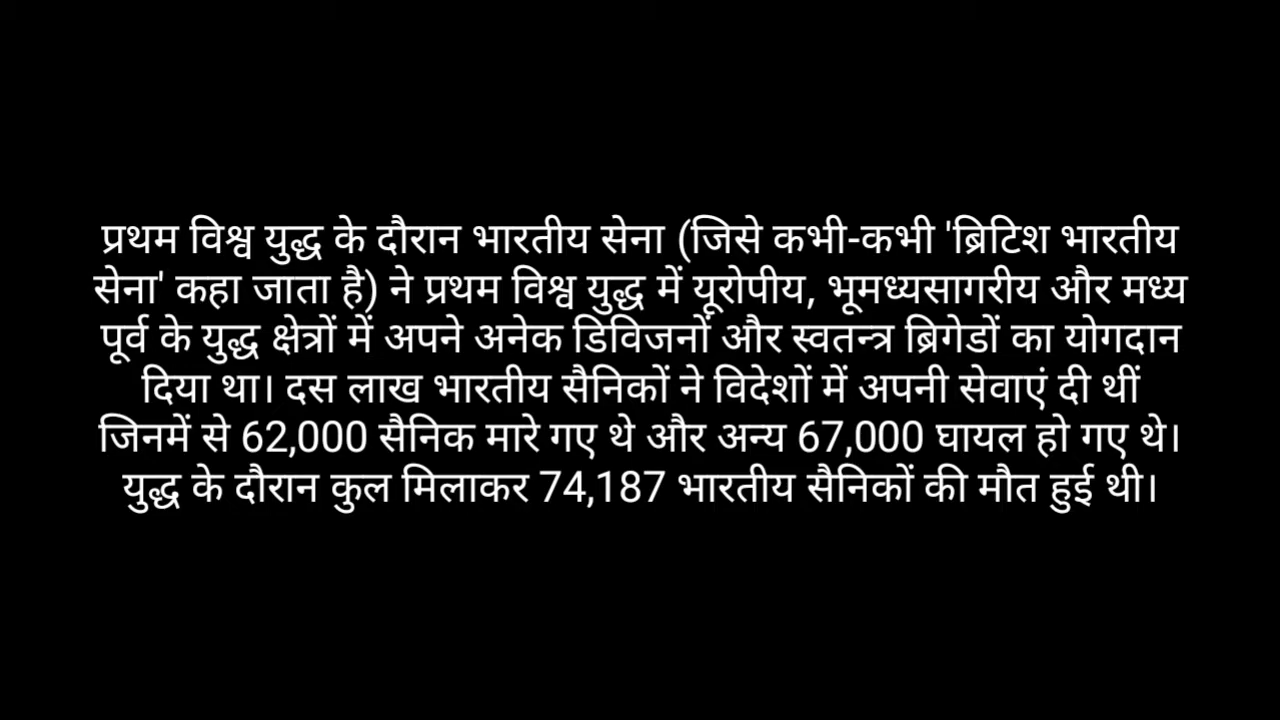 प्रथम विश्व युद्ध के दौरान भारतीय सेना (जिसे कभी-कभी 'ब्रिटिश भारतीय
सेना' कहा जाता है) ने प्रथम विश्व युद्ध में यूरोपीय, भूमध्यसागरीय और मध्य
पूर्व के युद्ध क्षेत्रों में अपने अनेक डिविजनों और स्वतन्त्र ब्रिगेडों का योगदान
दिया था। दस लाख भारतीय सैनिकों ने विदेशों में अपनी सेवाएं दी थीं
जिनमें से 62,000 सैनिक मारे गए थे और अन्य 67,000 घायल हो गए थे।
युद्ध के दौरान कुल मिलाकर 74,187 भारतीय सैनिकों की मौत हुई थी।